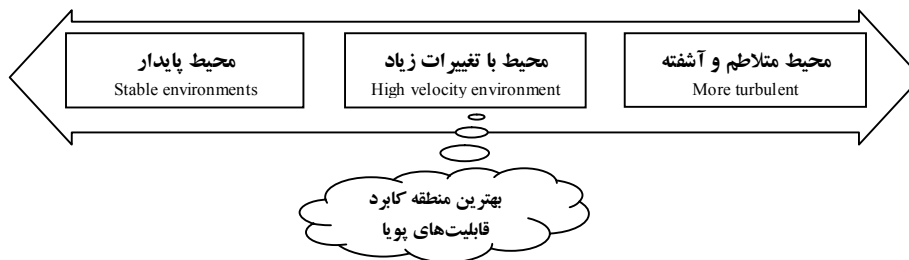 محیط پایدار
Stable environments
محیط با تغییرات زیاد
High velocity environment
محیط متلاطم و آشفته
More turbulent
بهترین منطقه کابرد
قابلیت‌های پویا